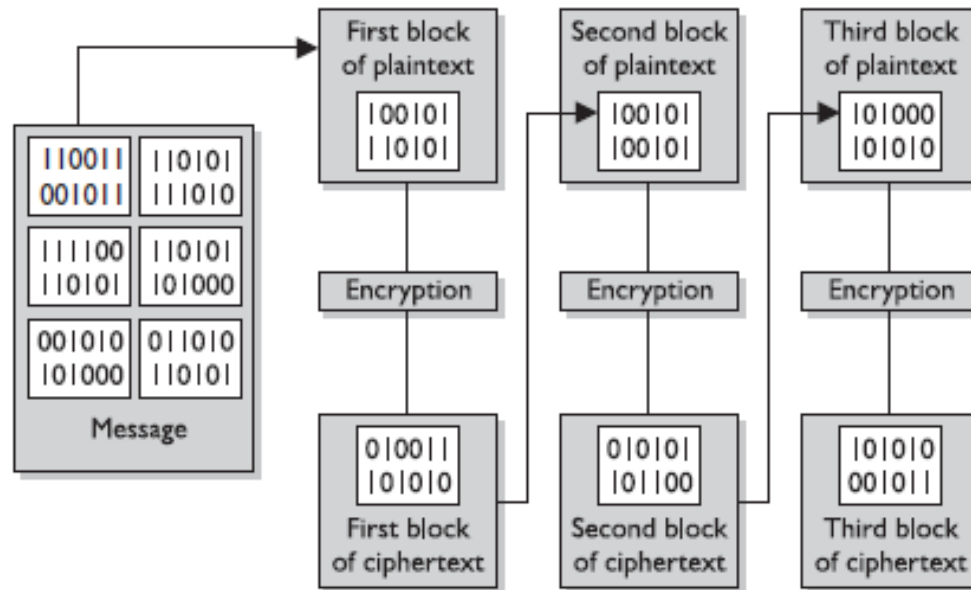 First block
of plaintext
100101
110101
Second block
of plaintext
100101
100101
Third block
of plaintext
101000
101010
110011
001011
110101
111010
111100
110101
110101
101000
001010
101000
011010
110101
Message
Encryption
Encryption
Encryption
010011
101010
First block
of ciphertext
010101
101100
Second block
of ciphertext
101010
001011
Third block
of ciphertext